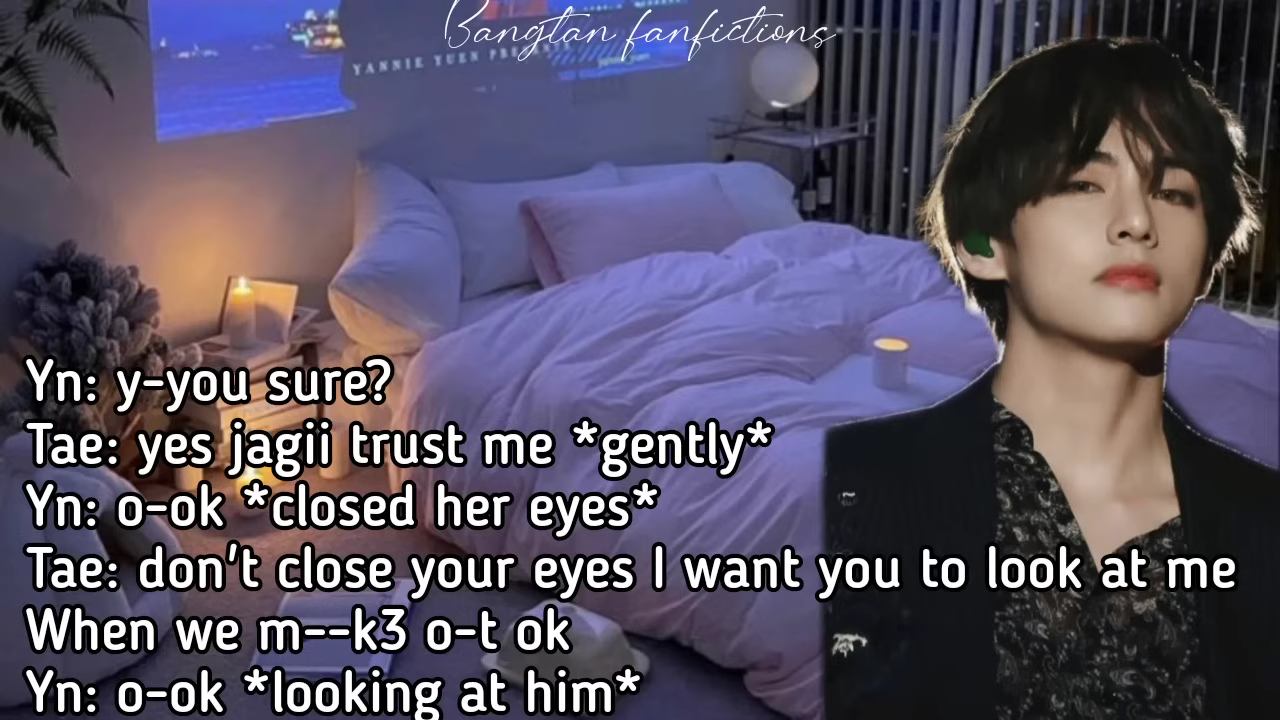 Bangtan fanfictions
YANNIE YUEN PRE
Yn: y-you sure?
Tae: yes jagii trust me *gently*
Yn: o-ok *closed her eyes*
Tae: don't close your eyes I want you to look at me
When we m--k3 o-t ok
Yn: o-ok *looking at him*